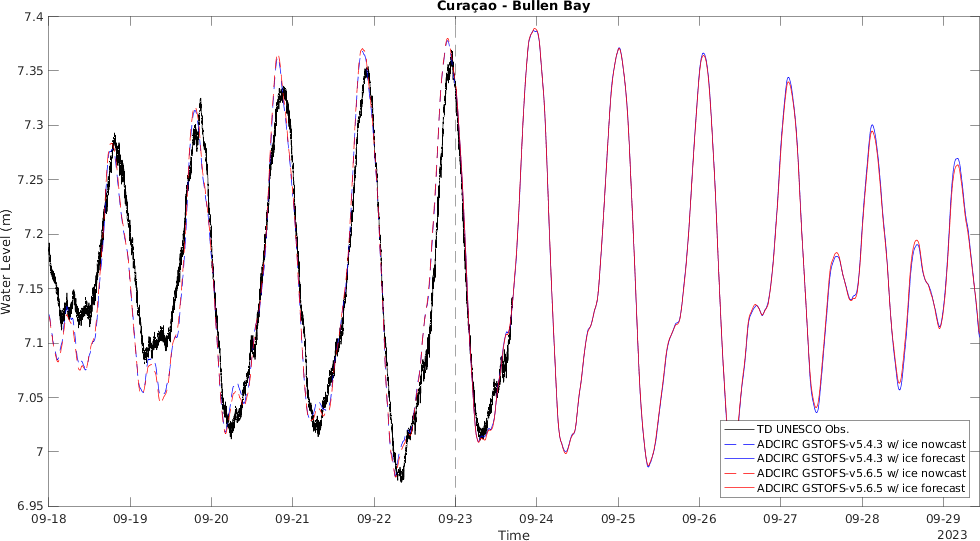 Curaçao - Bullen Bay
7.4
7.35
7.3
7.25
7.2
7.15
7.1
7.05
7
6.95
Water Level (m)
09-18 09-19 09-20 09-21 09-22 09-23 09-24 09-25 09-26 09-27 09-28 09-29
Time
2023
TD UNESCO Obs.
ADCIRC GSTOFS-v5.4.3 w/ ice nowcast
ADCIRC GSTOFS-v5.4.3 w/ ice forecast
ADCIRC GSTOFS-v5.6.5 w/ ice nowcast
ADCIRC GSTOFS-v5.6.5 w/ ice forecast